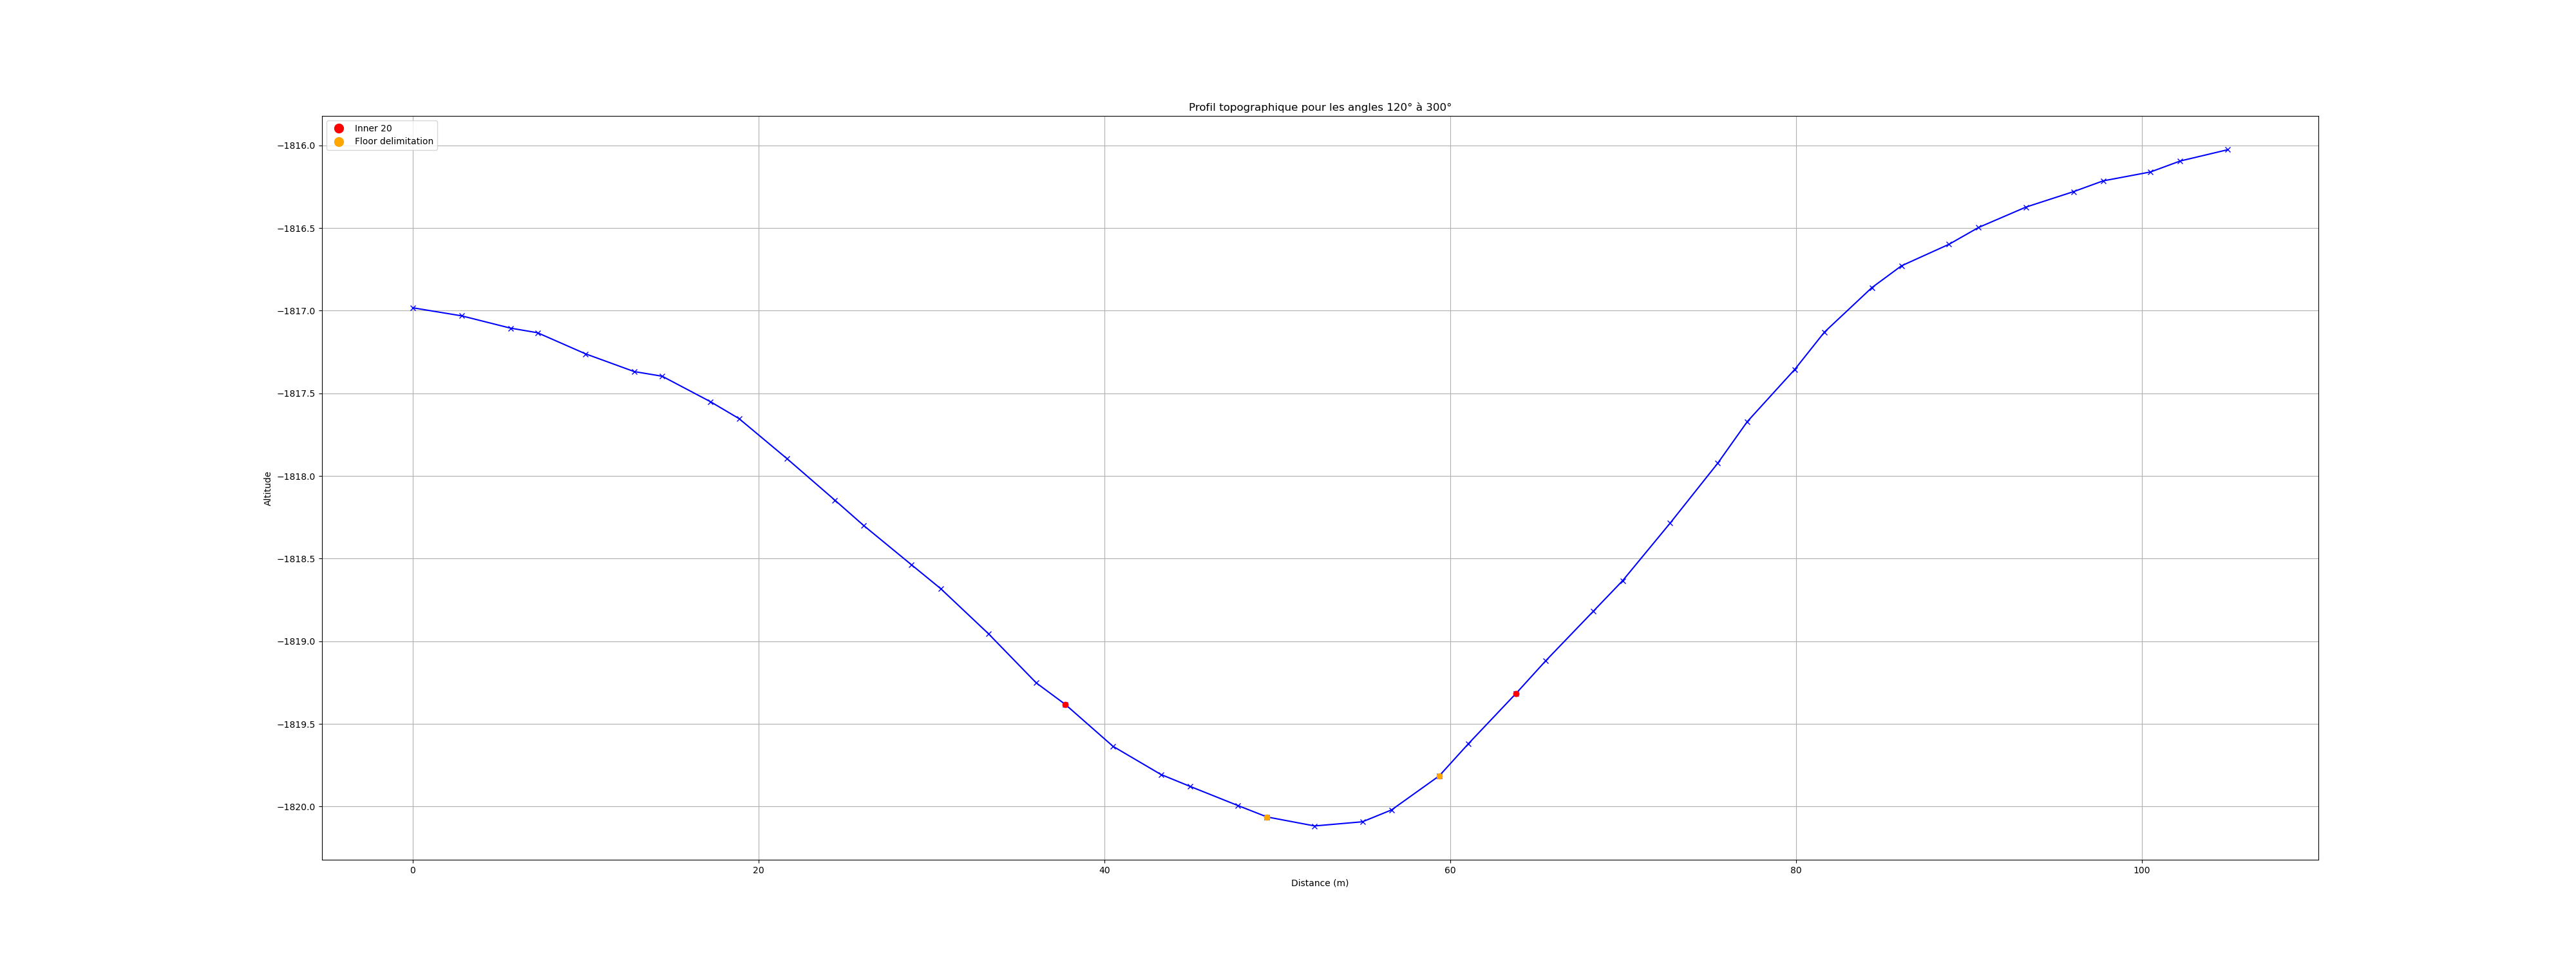 Profil topographique pour les angles 120° à 300°
Inner 20
Floor delimitation
−1816.0
−1816.5
−1817.0
−1817.5
−1818.0
−1818.5
−1819.0
−1819.5
−1820.0
Altitude
0 20 40 60 80 100
Distance (m)